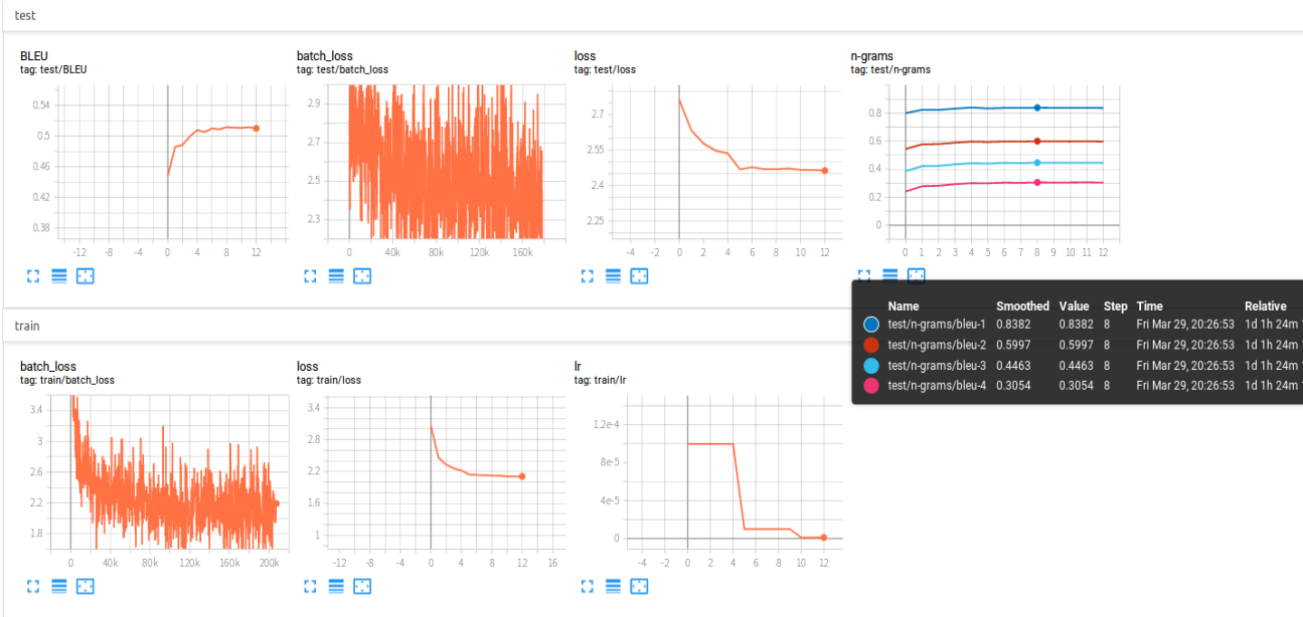 test
BLEU batch_loss loss n-grams
tag: test/BLEU tag: test/batch_loss tag: test/loss tag: test/n-grams
0.54 0.5 0.46 0.42 0.38
-12 -8 -4 0 4 8 12
2.9 2.7 2.5 2.3
0 40k 80k 120k 160k
2.7 2.55 2.4 2.25
-4 -2 0 2 4 6 8 10 12
0.8 0.6 0.4 0.2 0
0 1 2 3 4 5 6 7 8 9 10 11 12
Name Smoothed Value Step Time Relative
test/n-grams/bleu-1 0.8382 0.8382 8 Fri Mar 29, 20:26:53 1d 1h 24m
test/n-grams/bleu-2 0.5997 0.5997 8 Fri Mar 29, 20:26:53 1d 1h 24m
test/n-grams/bleu-3 0.4463 0.4463 8 Fri Mar 29, 20:26:53 1d 1h 24m
test/n-grams/bleu-4 0.3054 0.3054 8 Fri Mar 29, 20:26:53 1d 1h 24m
train
batch_loss loss lr
tag: train/batch_loss tag: train/loss tag: train/lr
3.4 3 2.6 2.2 1.8
0 40k 80k 120k 160k 200k
3.4 2.8 2.2 1.6 1
-12 -8 -4 0 4 8 12 16
1.2e-4 8e-5 4e-5 0
-4 -2 0 2 4 6 8 10 12